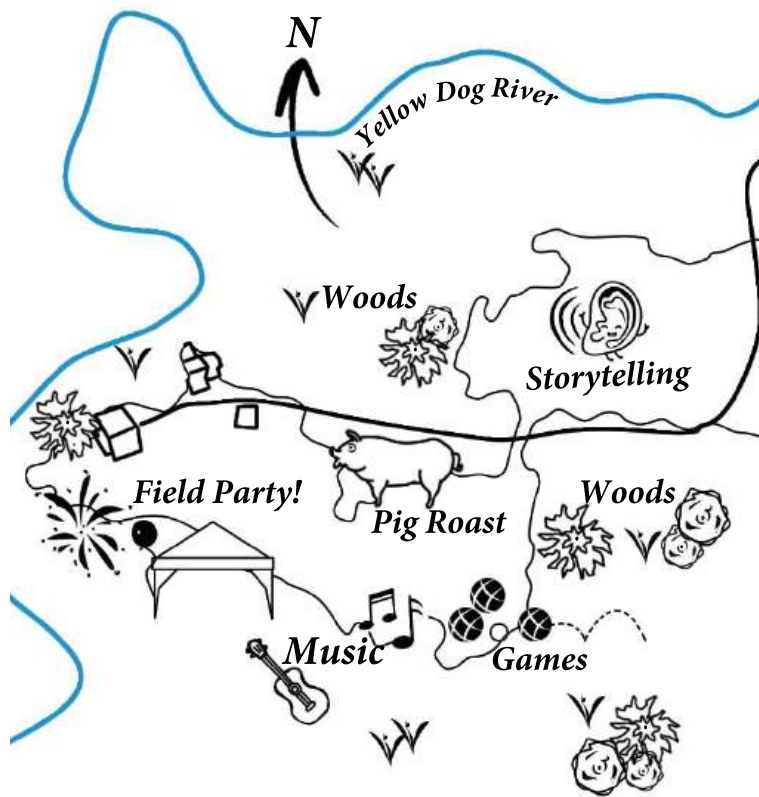 N
Yellow Dog River
Woods
Storytelling
Field Party!
Woods
Pig Roast
Music
Games